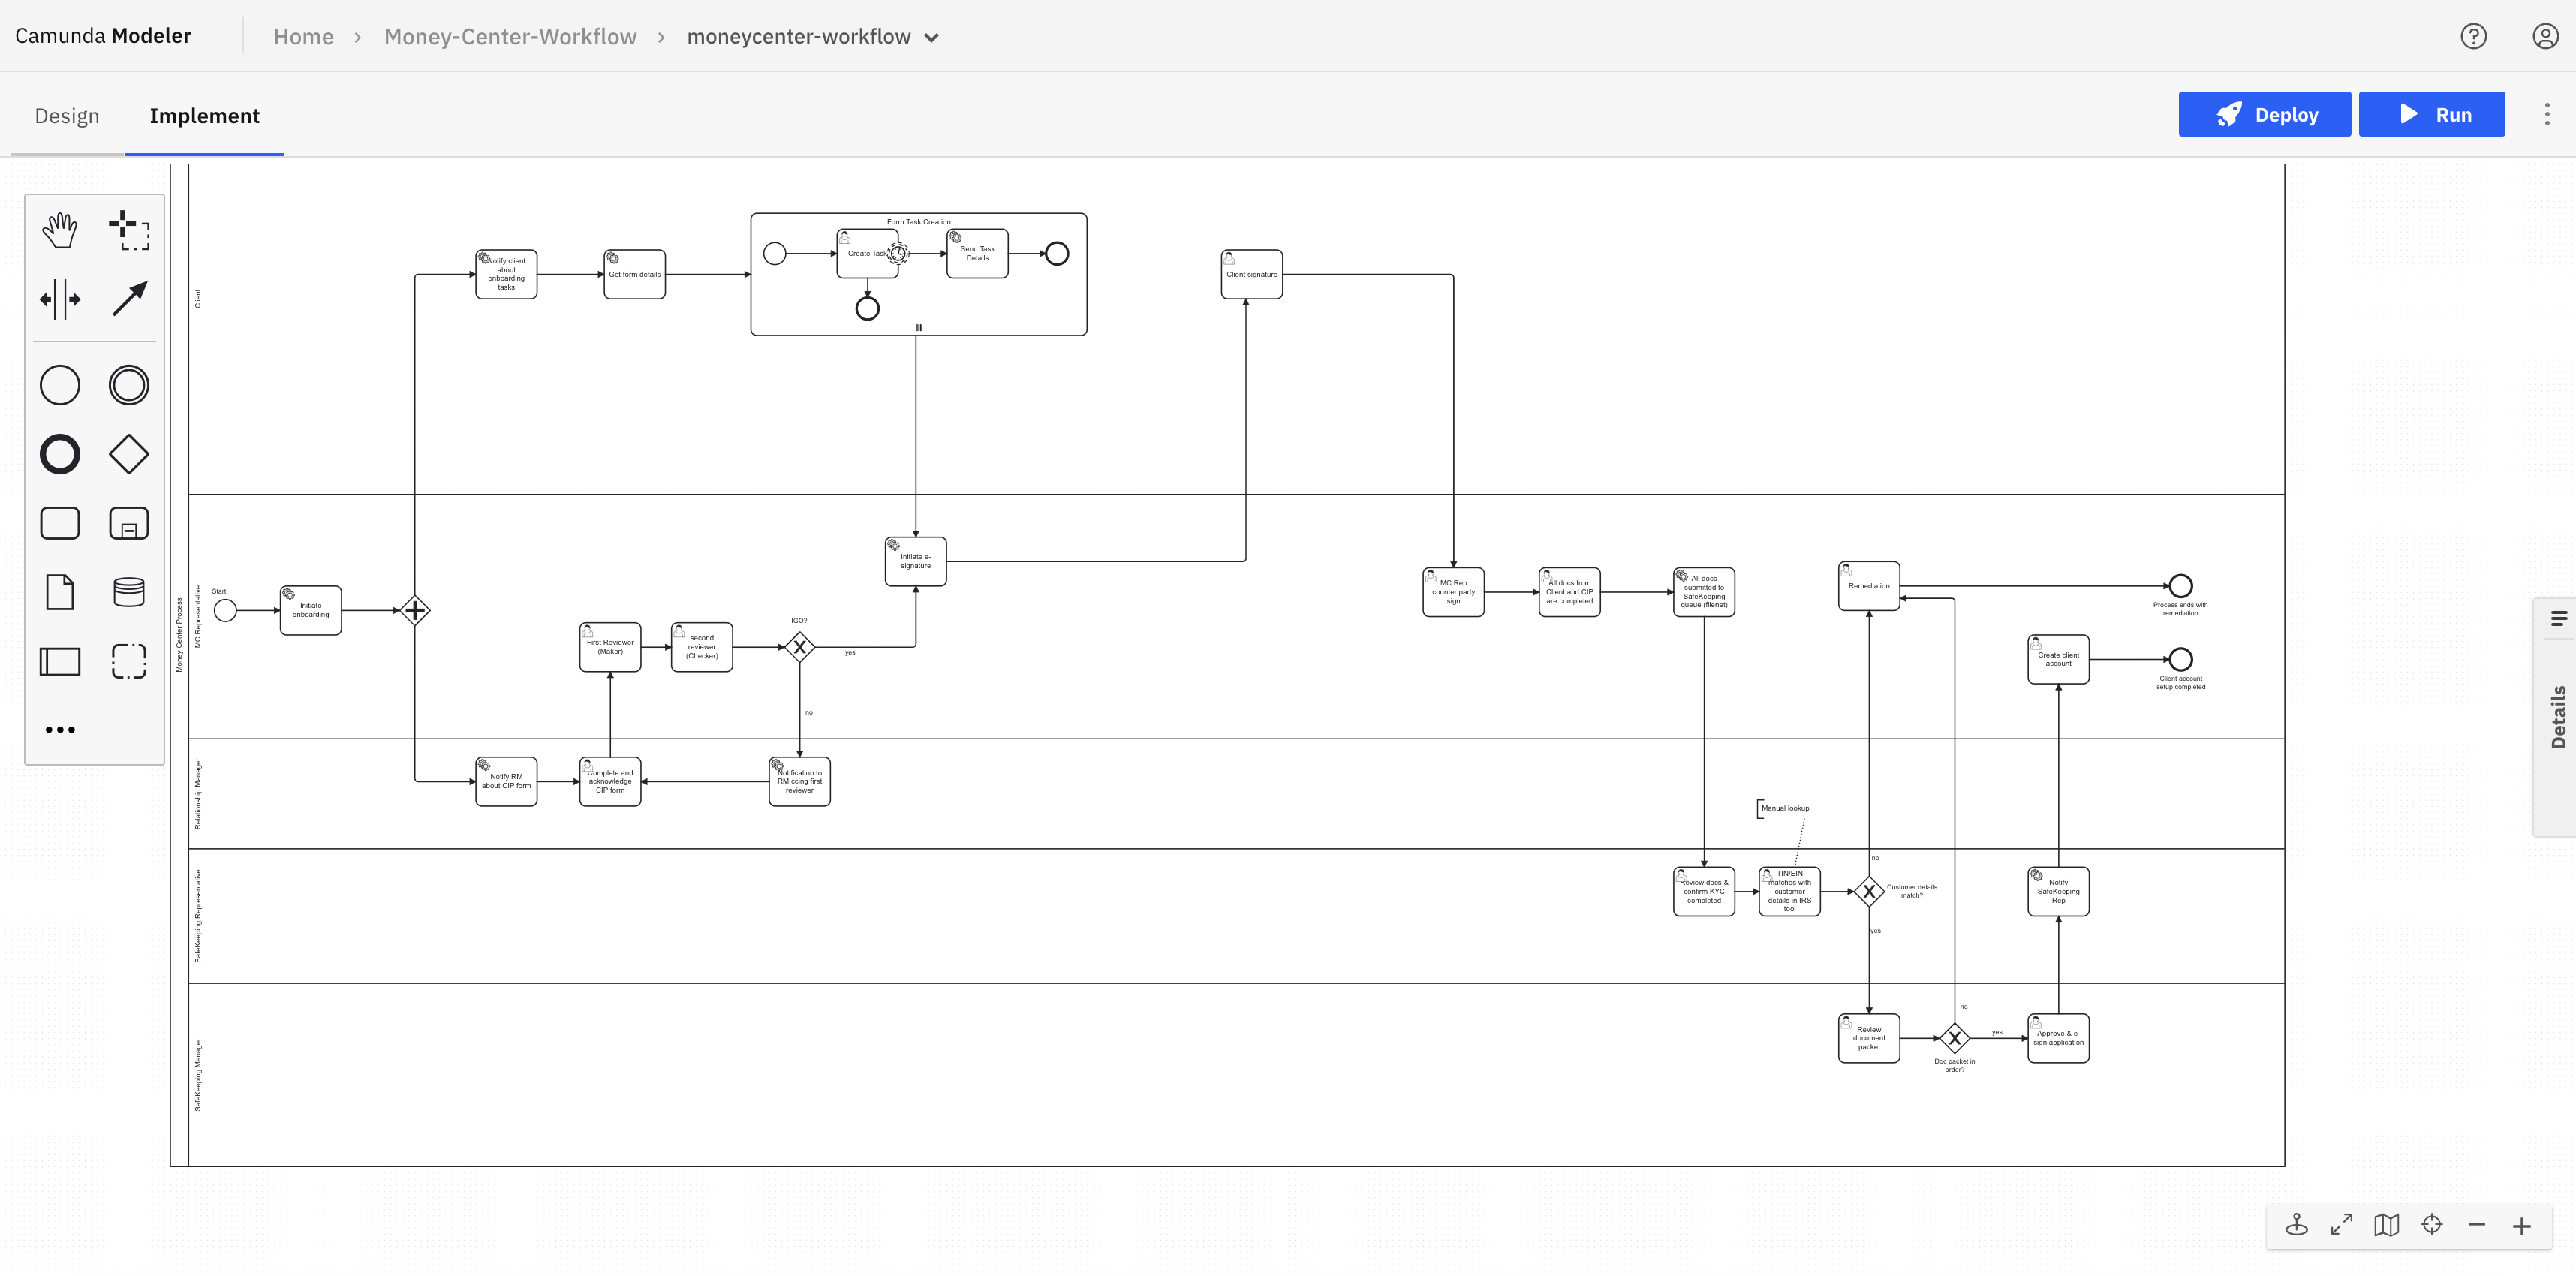 Camunda Modeler
Home > Money-Center-Workflow > moneycenter-workflow
Design
Implement
Deploy
Run
Money Center Process
Client
Notify client
about
onboarding
tasks
Get form details
Form Task Creation
Create Task
Send Task
Details
Client signature
MC Representative
Start
Initiate
onboarding
First Reviewer
(Maker)
second
reviewer
(Checker)
IGO?
yes
no
Initiate e-
signature
MC Rep
counter party
sign
All docs from
Client and CIP
are completed
All docs
submitted to
SafeKeeping
queue (filenet)
Remediation
Process ends with
remediation
Create client
account
Client account
setup completed
Relationship Manager
Notify RM
about CIP form
Complete and
acknowledge
CIP form
Notification to
RM ccing first
reviewer
Manual lookup
SafeKeeping Representative
Review docs &
confirm KYC
completed
TIN/EIN
matches with
customer
details in IRS
tool
no
Customer details
match?
yes
Notify
SafeKeeping
Rep
SafeKeeping Manager
Review
document
packet
no
Doc packet in
order?
yes
Approve & e-
sign application
Details